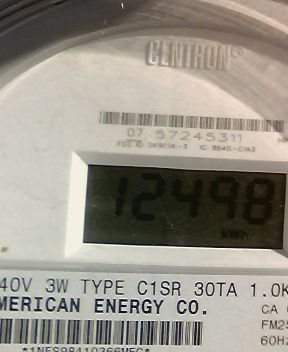 CENTRON®
07 57245311
12498
kWh
40V 3W TYPE C1SR 30TA 1.0K
MERICAN ENERGY CO.
CA
FM2S
60Hz